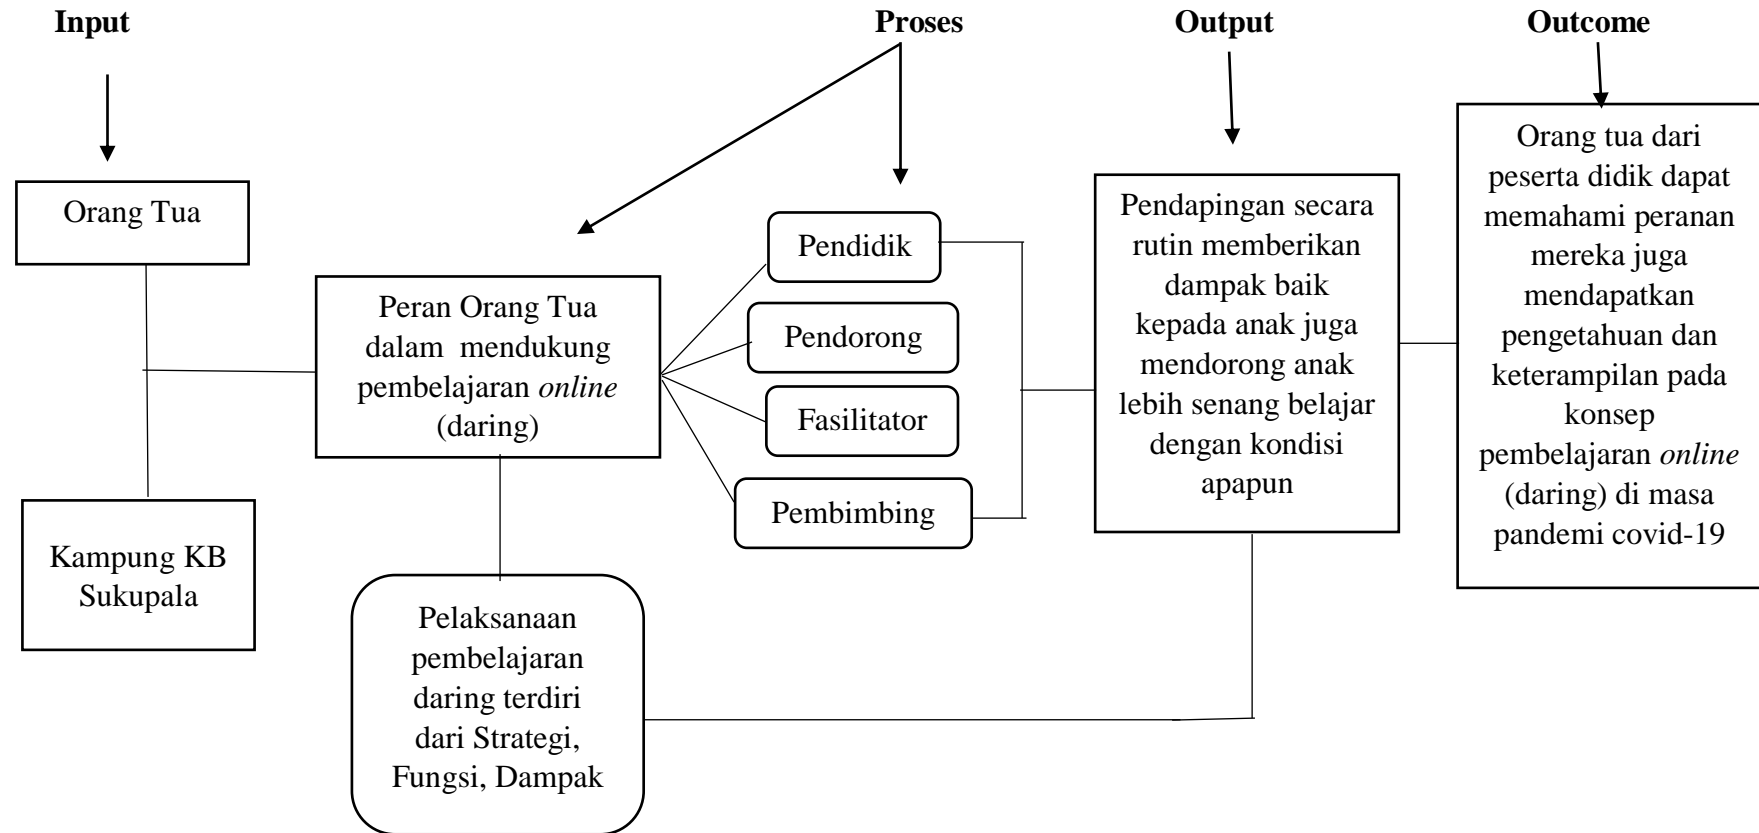 Input
Proses
Output
Outcome
Orang Tua
Kampung KB
Sukupala
Peran Orang Tua
dalam  mendukung
pembelajaran online
(daring)
Pelaksanaan
pembelajaran
daring terdiri
dari Strategi,
Fungsi, Dampak
Pendidik
Pendorong
Fasilitator
Pembimbing
Pendapingan secara
rutin memberikan
dampak baik
kepada anak juga
mendorong anak
lebih senang belajar
dengan kondisi
apapun
Orang tua dari
peserta didik dapat
memahami peranan
mereka juga
mendapatkan
pengetahuan dan
keterampilan pada
konsep
pembelajaran online
(daring) di masa
pandemi covid-19